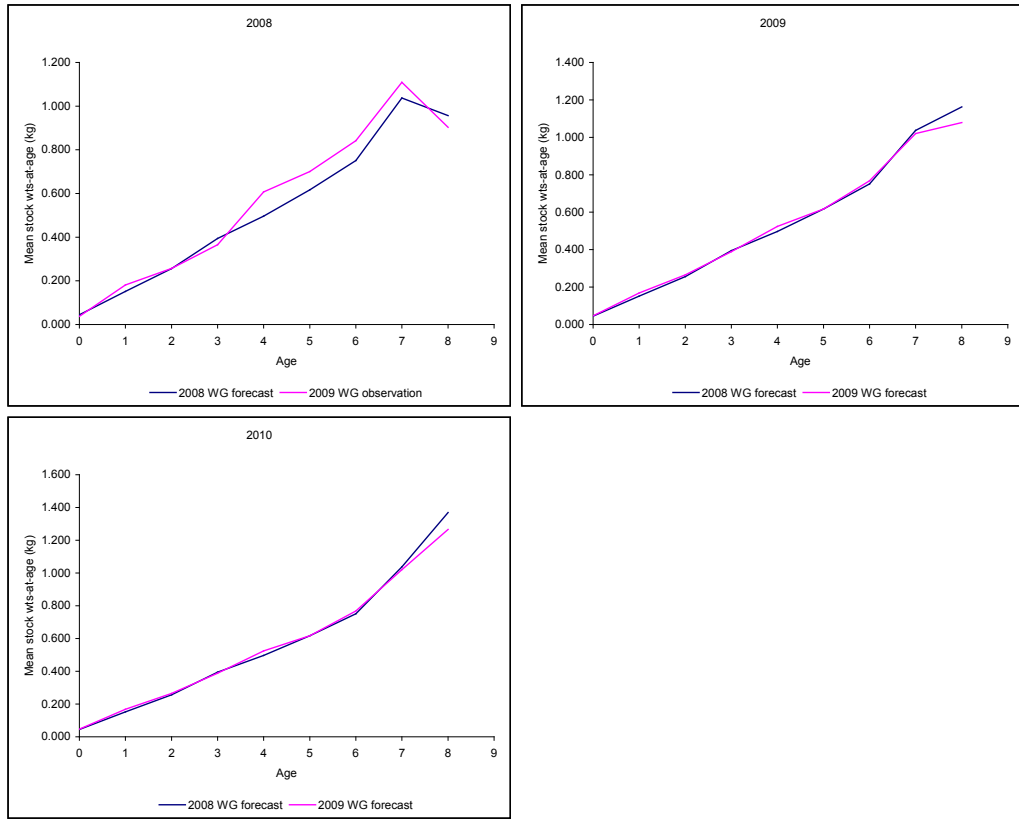 2008
Mean stock wts-at-age (kg)
1.200
1.000
0.800
0.600
0.400
0.200
0.000
0 1 2 3 4 5 6 7 8 9
Age
2008 WG forecast 2009 WG observation
2009
Mean stock wts-at-age (kg)
1.400
1.200
1.000
0.800
0.600
0.400
0.200
0.000
0 1 2 3 4 5 6 7 8 9
Age
2008 WG forecast 2009 WG forecast
2010
Mean stock wts-at-age (kg)
1.600
1.400
1.200
1.000
0.800
0.600
0.400
0.200
0.000
0 1 2 3 4 5 6 7 8 9
Age
2008 WG forecast 2009 WG forecast